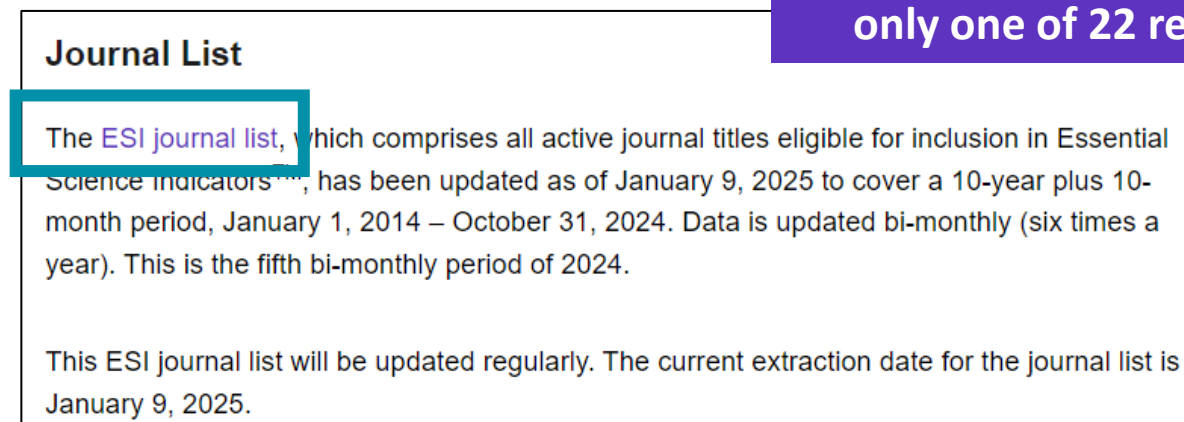 only one of 22 re
Journal List
The ESI journal list, which comprises all active journal titles eligible for inclusion in Essential
Science Indicators™, has been updated as of January 9, 2025 to cover a 10-year plus 10-
month period, January 1, 2014 – October 31, 2024. Data is updated bi-monthly (six times a
year). This is the fifth bi-monthly period of 2024.
This ESI journal list will be updated regularly. The current extraction date for the journal list is
January 9, 2025.